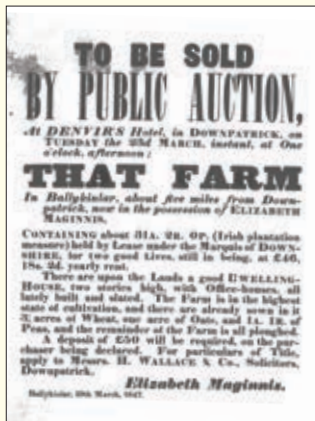 TO BE SOLD
BY PUBLIC AUCTION,
At DENVIR'S Hotel, in DOWNPATRICK, on
TUESDAY the 23d MARCH, instant, at One
o'clock, afternoon:
THAT FARM
In Ballykinlar, about five miles from Down-
patrick, now in the possession of ELIZABETH
MAGINNIS,
CONTAINING about 31A. 2R. 0P. (Irish plantation
measure) held by Lease under the Marquis of DOWN-
SHIRE, for two good Lives, still in being, at £46,
18s. 2d. yearly rent.
There are upon the Lands a good DWELLING-
HOUSE, two stories high, with Office-houses, all
lately built and slated. The Farm is in the highest
state of cultivation, and there are already sown in it
acres of Wheat, one acre of Oats, and 1A. 1R. of
Peas, and the remainder of the Farm is all ploughed.
A deposit of £50 will be required, on the pur-
chaser being declared. For particulars of Title,
apply to Messrs. H. WALLACE & Co., Solicitors,
Downpatrick.
Elizabeth Maginnis.
March, 1847.